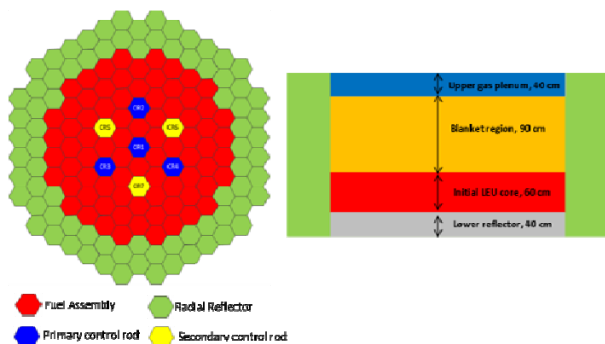 Upper gas plenum, 40 cm
CR2
CR5
CR6
Blanket region, 90 cm
CR1
CR3
CR4
CR7
Initial LEU core, 60 cm
Lower reflector, 40 cm
Fuel Assembly
Radial Reflector
Primary control rod
Secondary control rod